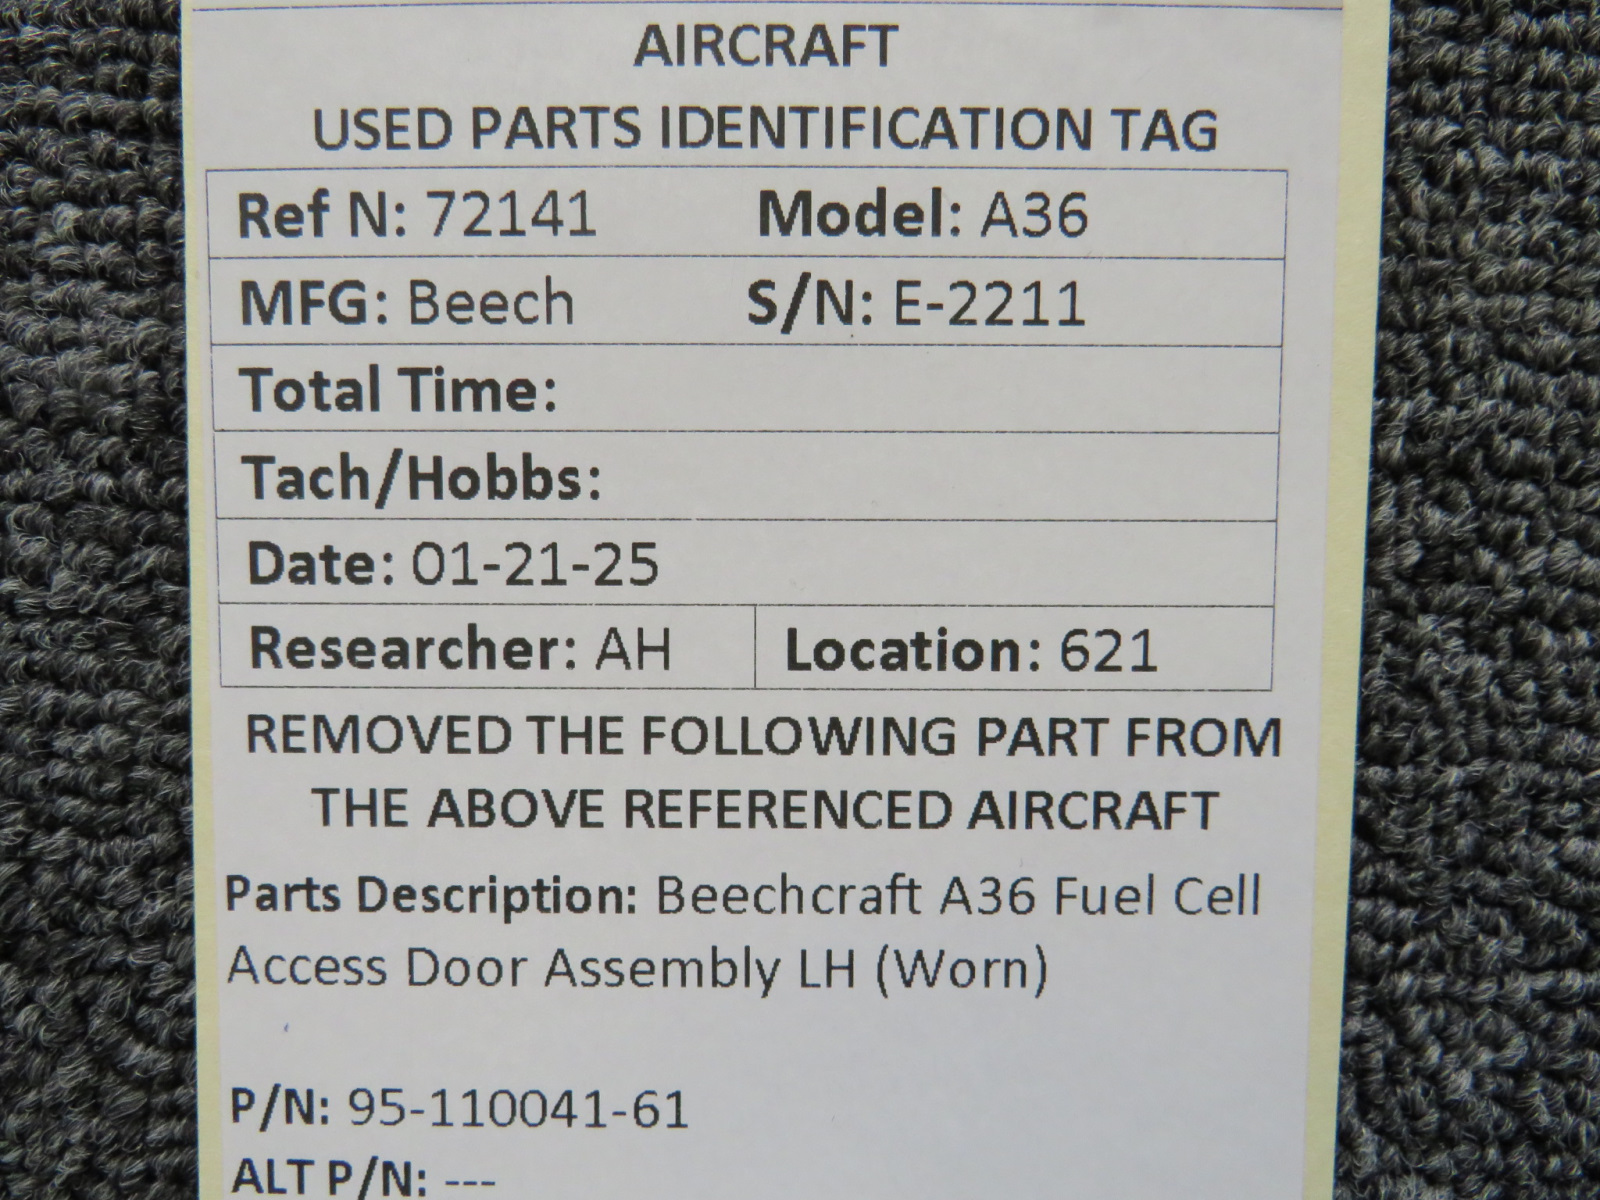 AIRCRAFT
USED PARTS IDENTIFICATION TAG
Ref N: 72141 Model: A36
MFG: Beech S/N: E-2211
Total Time:
Tach/Hobbs:
Date: 01-21-25
Researcher: AH Location: 621
REMOVED THE FOLLOWING PART FROM
THE ABOVE REFERENCED AIRCRAFT
Parts Description: Beechcraft A36 Fuel Cell
Access Door Assembly LH (Worn)
P/N: 95-110041-61
ALT P/N: ---